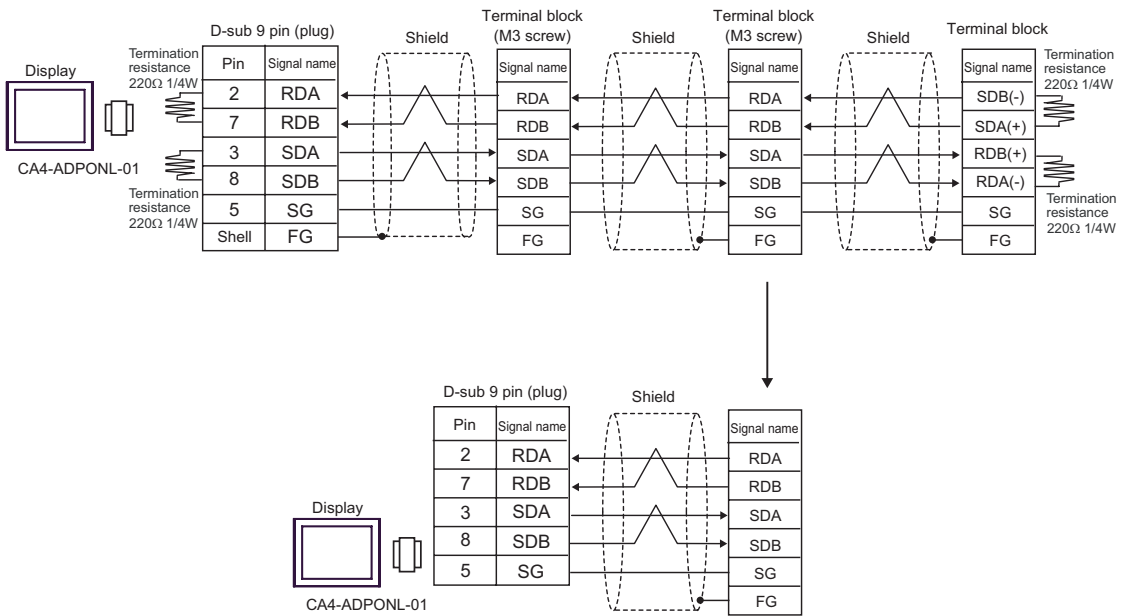 Display
CA4-ADPONL-01
Termination
resistance
220Ω 1/4W
Termination
resistance
220Ω 1/4W
D-sub 9 pin (plug)
Pin Signal name
2 RDA
7 RDB
3 SDA
8 SDB
5 SG
Shell FG
Shield
Terminal block
(M3 screw)
Signal name
RDA
RDB
SDA
SDB
SG
FG
Shield
Terminal block
(M3 screw)
Signal name
RDA
RDB
SDA
SDB
SG
FG
Shield
Terminal block
Signal name
SDB(-)
SDA(+)
RDB(+)
RDA(-)
SG
FG
Termination
resistance
220Ω 1/4W
Termination
resistance
220Ω 1/4W
Display
CA4-ADPONL-01
D-sub 9 pin (plug)
Pin Signal name
2 RDA
7 RDB
3 SDA
8 SDB
5 SG
Shield
Signal name
RDA
RDB
SDA
SDB
SG
FG